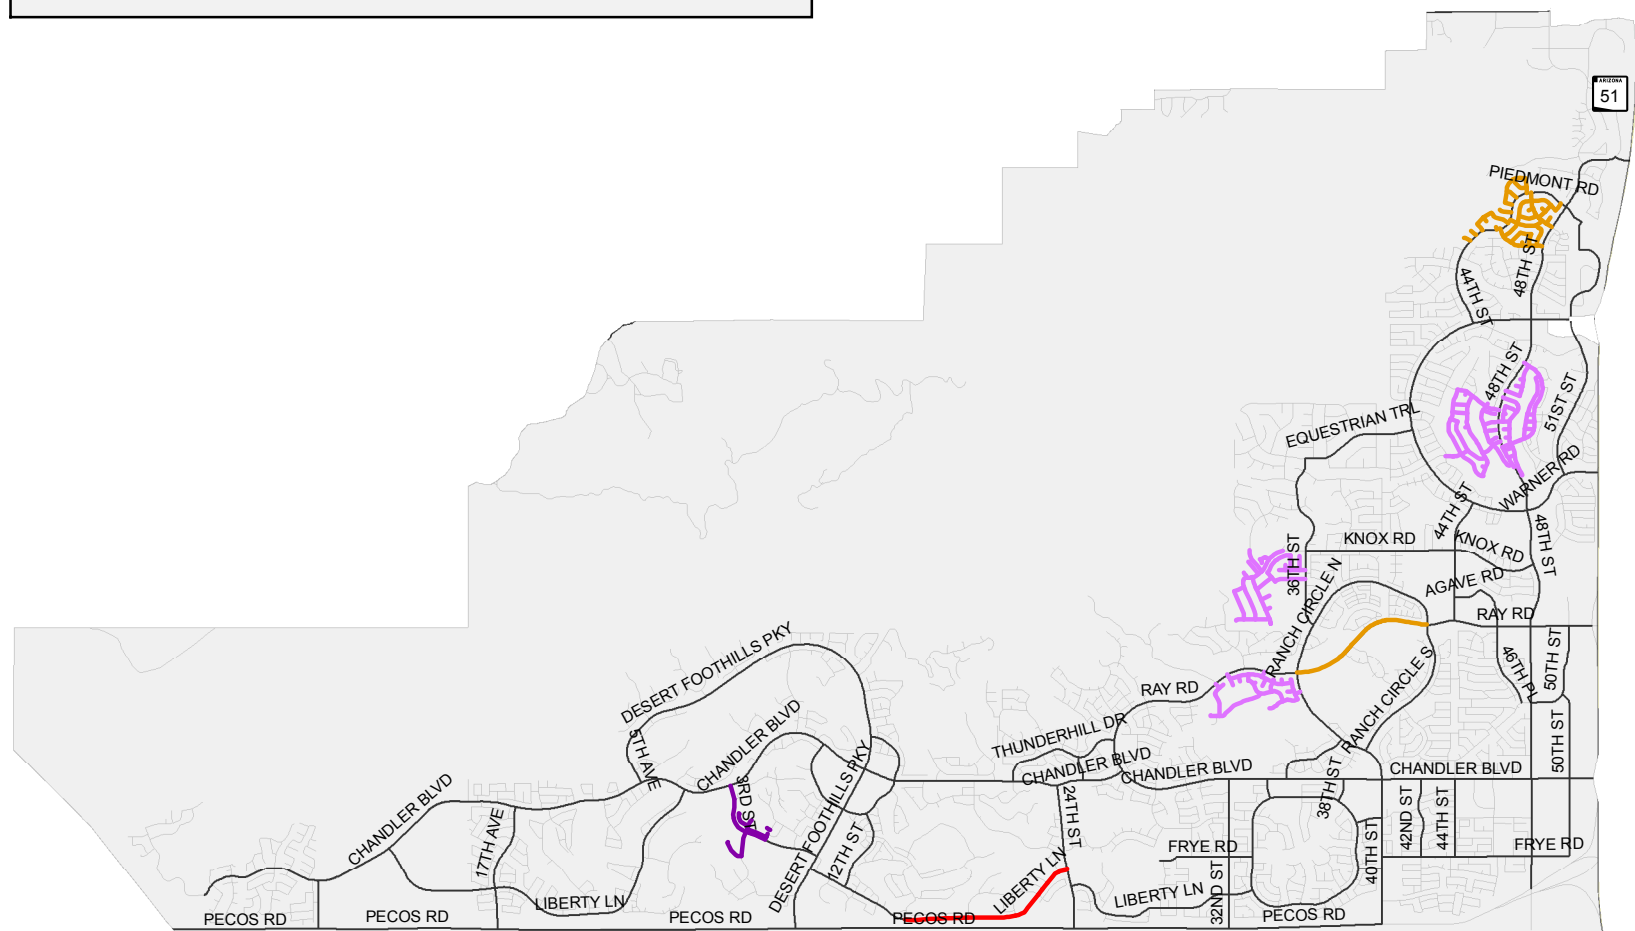 ARIZONA
51
PIEDMONT RD
44TH ST
48TH ST
48TH ST
51ST ST
EQUESTRIAN TRL
WARNER RD
44TH ST
48TH ST
KNOX RD
KNOX RD
36TH ST
AGAVE RD
RANCH CIRCLE N
RAY RD
46TH PL
50TH ST
RANCH CIRCLE S
RAY RD
DESERT FOOTHILLS PKY
5TH AVE
CHANDLER BLVD
THUNDERHILL DR
CHANDLER BLVD
CHANDLER BLVD
CHANDLER BLVD
50TH ST
38TH ST
DESERT FOOTHILLS PKY
3RD ST
CHANDLER BLVD
17TH AVE
12TH ST
24TH ST
42ND ST
44TH ST
40TH ST
FRYE RD
FRYE RD
LIBERTY LN
LIBERTY LN
LIBERTY LN
32ND ST
PECOS RD
PECOS RD
PECOS RD
PECOS RD
PECOS RD